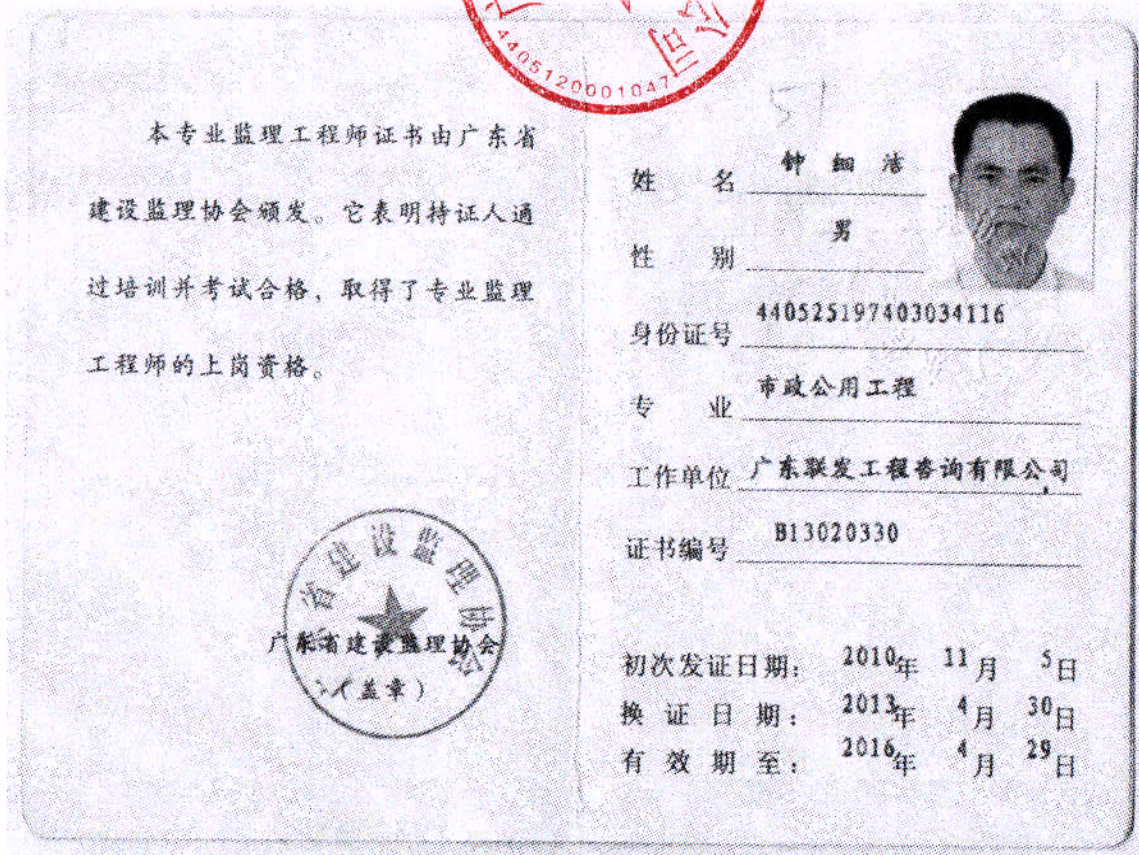 4405120001047
司
本专业监理工程师证书由广东省
建设监理协会颁发。它表明持证人通
过培训并考试合格，取得了专业监理
工程师的上岗资格。
省建设监理协会
广东省建设监理协会
（盖章）
51
姓 名 钟细洁
性 别 男
身份证号 440525197403034116
专 业 市政公用工程
工作单位 广东联发工程咨询有限公司
证书编号 B13020330
初次发证日期： 2010年 11月 5日
换证日期： 2013年 4月 30日
有效期至： 2016年 4月 29日